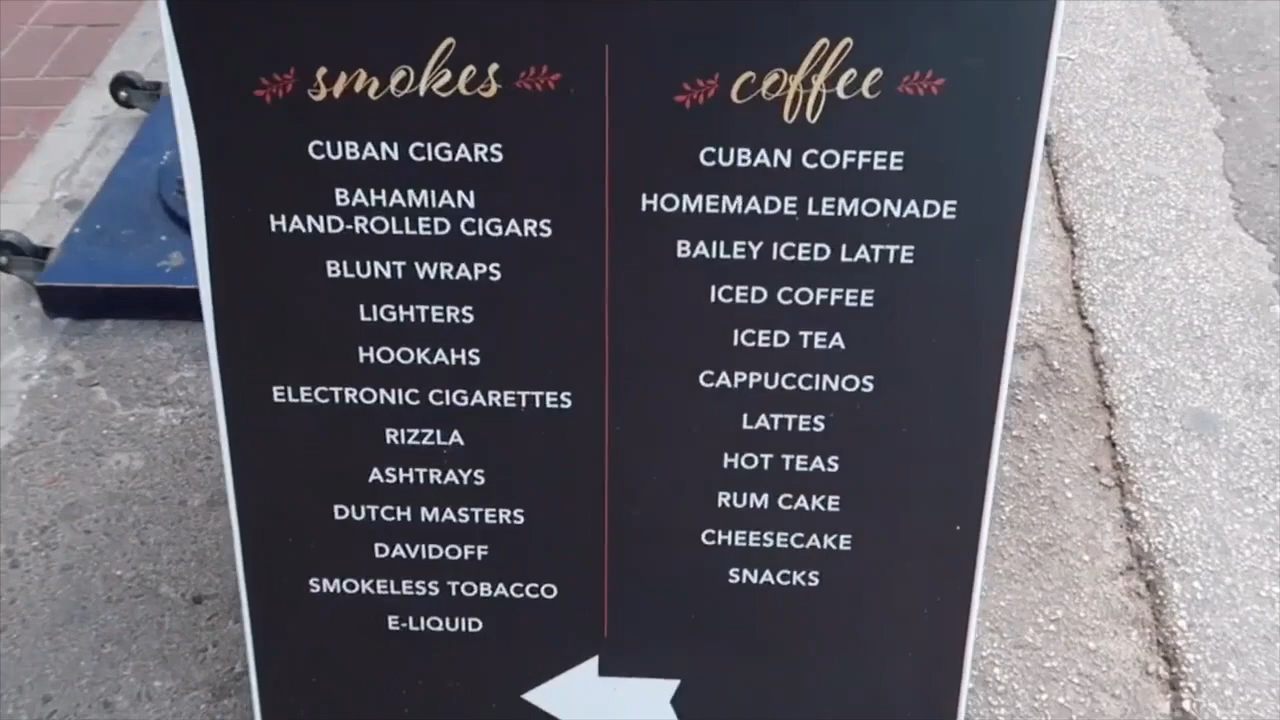 smokes
CUBAN CIGARS
BAHAMIAN
HAND-ROLLED CIGARS
BLUNT WRAPS
LIGHTERS
HOOKAHS
ELECTRONIC CIGARETTES
RIZZLA
ASHTRAYS
DUTCH MASTERS
DAVIDOFF
SMOKELESS TOBACCO
E-LIQUID
coffee
CUBAN COFFEE
HOMEMADE LEMONADE
BAILEY ICED LATTE
ICED COFFEE
ICED TEA
CAPPUCCINOS
LATTES
HOT TEAS
RUM CAKE
CHEESECAKE
SNACKS